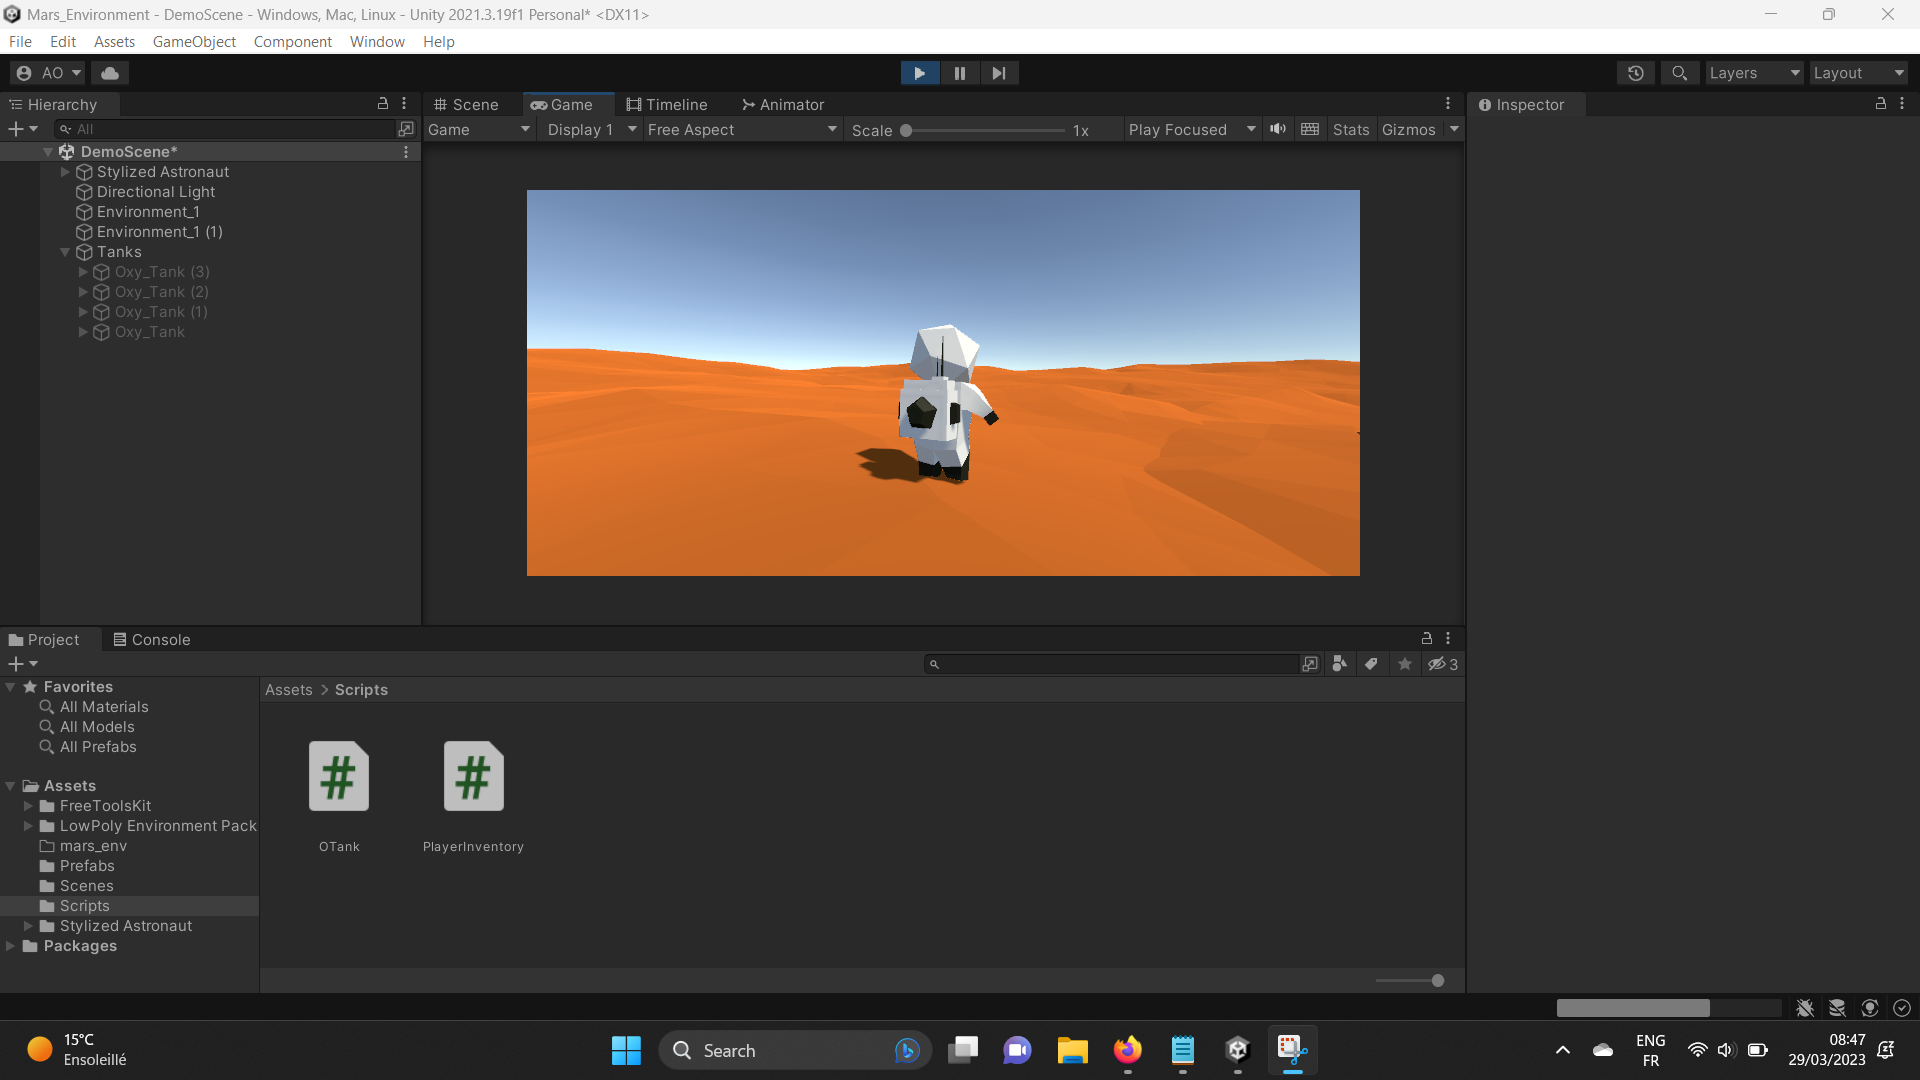 Mars_Environment - DemoScene - Windows, Mac, Linux - Unity 2021.3.19f1 Personal* <DX11>
File Edit Assets GameObject Component Window Help
AO Layers Layout
Hierarchy
All
DemoScene*
Stylized Astronaut
Directional Light
Environment_1
Environment_1 (1)
Tanks
Oxy_Tank (3)
Oxy_Tank (2)
Oxy_Tank (1)
Oxy_Tank
Scene Game Timeline Animator
Game Display 1 Free Aspect Scale 1x Play Focused Stats Gizmos
Inspector
Project Console
3
Favorites
All Materials
All Models
All Prefabs
Assets
FreeToolsKit
LowPoly Environment Pack
mars_env
Prefabs
Scenes
Scripts
Stylized Astronaut
Packages
Assets > Scripts
# #
OTank PlayerInventory
15°C
Ensoleillé
Search
ENG
FR
08:47
29/03/2023